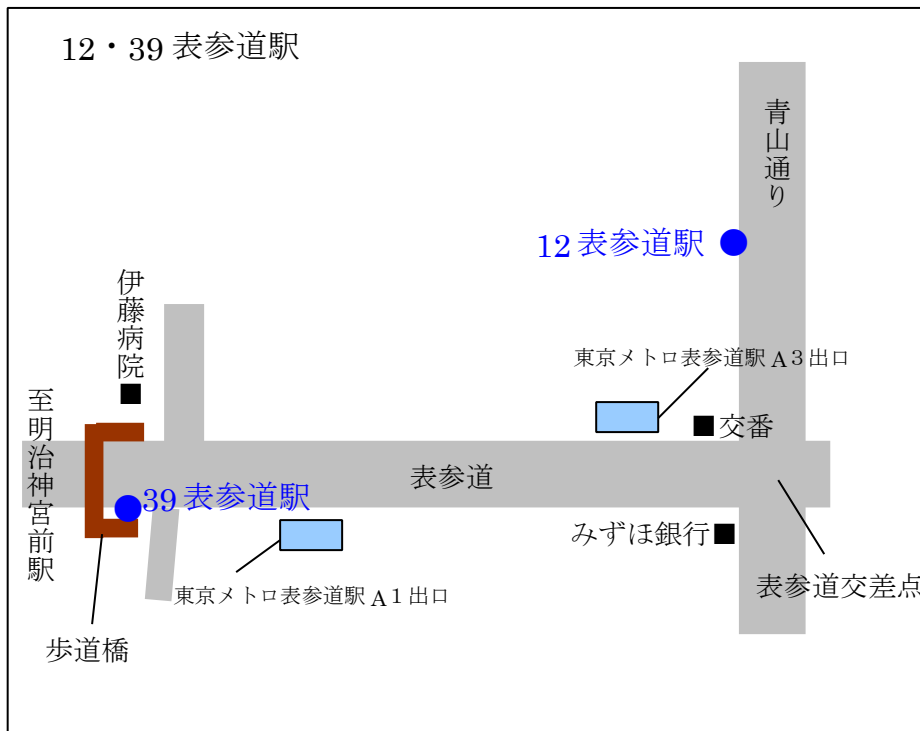 12・39 表参道駅
青山通り
12 表参道駅
伊藤病院
東京メトロ表参道駅 A３出口
至明治神宮前駅
交番
表参道
39 表参道駅
みずほ銀行
表参道交差点
東京メトロ表参道駅 A１出口
歩道橋